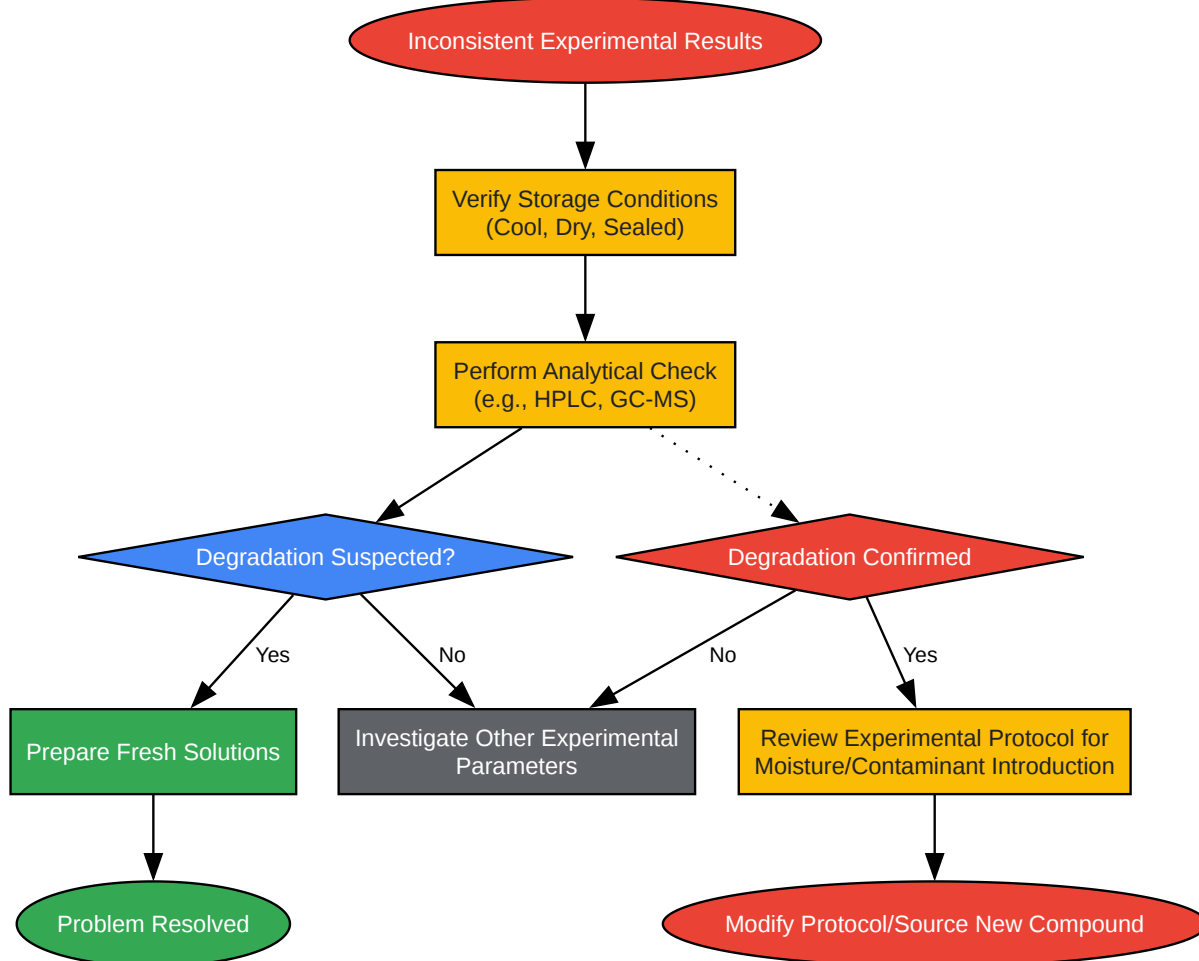 Inconsistent Experimental Results
Verify Storage Conditions
(Cool, Dry, Sealed)
Perform Analytical Check
(e.g., HPLC, GC-MS)
Degradation Suspected?
Degradation Confirmed
Yes
No
No
Yes
Prepare Fresh Solutions
Investigate Other Experimental
Parameters
Review Experimental Protocol for
Moisture/Contaminant Introduction
Problem Resolved
Modify Protocol/Source New Compound